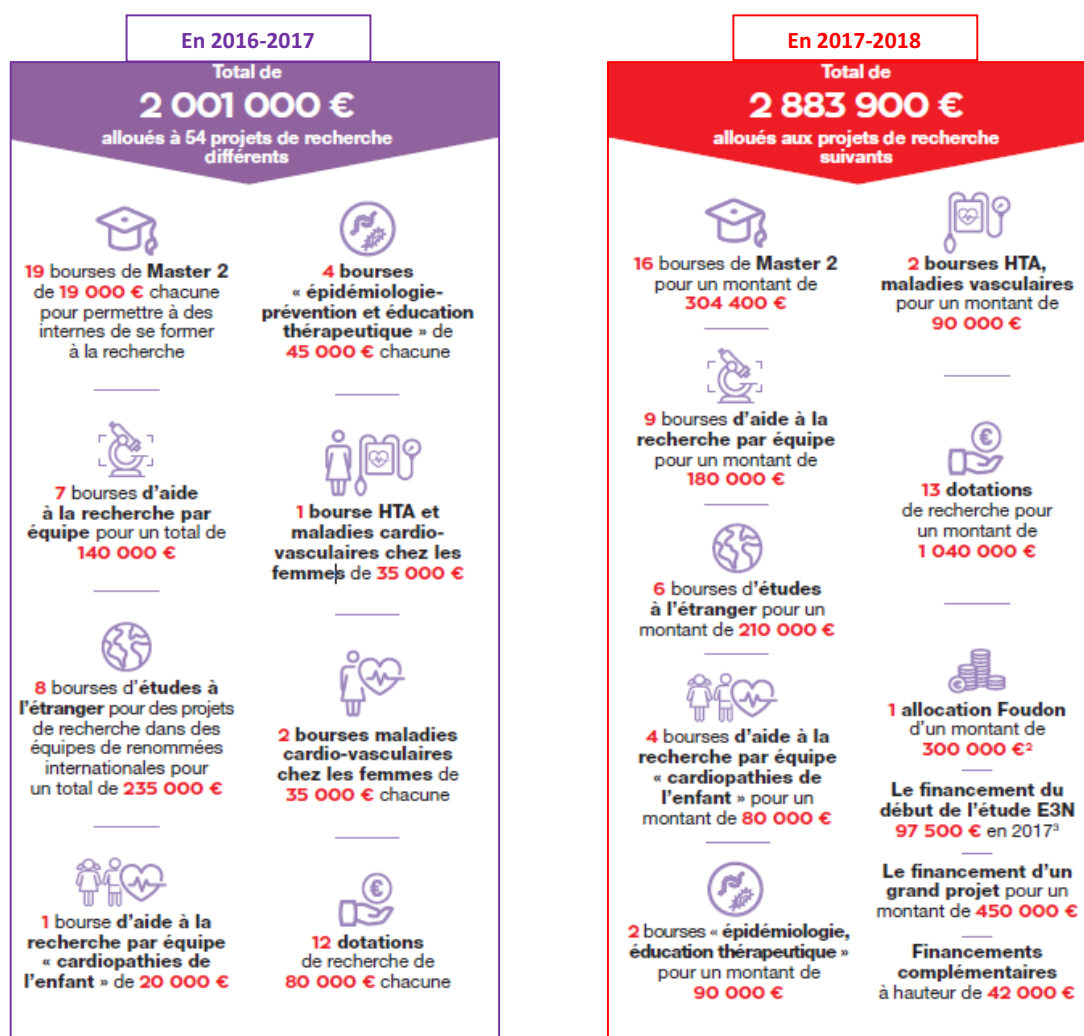 En 2016-2017
Total de
2 001 000 €
alloués à 54 projets de recherche
différents
19 bourses de Master 2
de 19 000 € chacune
pour permettre à des
internes de se former
à la recherche
7 bourses d'aide
à la recherche par
équipe pour un total de
140 000 €
8 bourses d'études à
l'étranger pour des projets
de recherche dans des
équipes de renommées
internationales pour
un total de 235 000 €
1 bourse d'aide à la
recherche par équipe
« cardiopathies de
l'enfant » de 20 000 €
4 bourses
« épidémiologie-
prévention et éducation
thérapeutique » de
45 000 € chacune
1 bourse HTA et
maladies cardio-
vasculaires chez les
femmes de 35 000 €
2 bourses maladies
cardio-vasculaires
chez les femmes de
35 000 € chacune
12 dotations
de recherche de
80 000 € chacune
En 2017-2018
Total de
2 883 900 €
alloués aux projets de recherche
suivants
16 bourses de Master 2
pour un montant de
304 400 €
9 bourses d'aide à la
recherche par équipe
pour un montant de
180 000 €
6 bourses d'études
à l'étranger pour un
montant de 210 000 €
4 bourses d'aide à la
recherche par équipe
« cardiopathies de
l'enfant » pour un
montant de 80 000 €
2 bourses « épidémiologie,
éducation thérapeutique »
pour un montant de
90 000 €
2 bourses HTA,
maladies vasculaires
pour un montant de
90 000 €
13 dotations
de recherche pour
un montant de
1 040 000 €
1 allocation Foudon
d'un montant de
300 000 €²
Le financement du
début de l'étude E3N
97 500 € en 2017³
Le financement d'un
grand projet pour un
montant de 450 000 €
Financements
complémentaires
à hauteur de 42 000 €